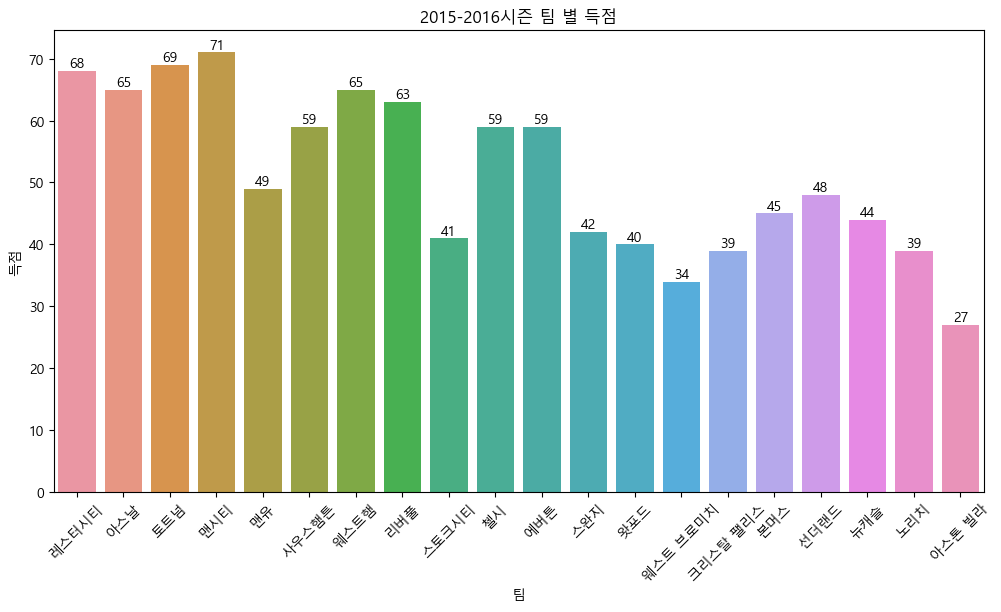 2015-2016시즌 팀 별 득점
득점
70
60
50
40
30
20
10
0
68
65
69
71
49
59
65
63
41
59
59
42
40
34
39
45
48
44
39
27
레스터시티
아스날
토트넘
맨시티
맨유
사우스햄튼
웨스트햄
리버풀
스토크시티
첼시
에버튼
스완지
왓포드
웨스트 브로미치
크리스탈 팰리스
본머스
선더랜드
뉴캐슬
노리치
아스톤 빌라
팀